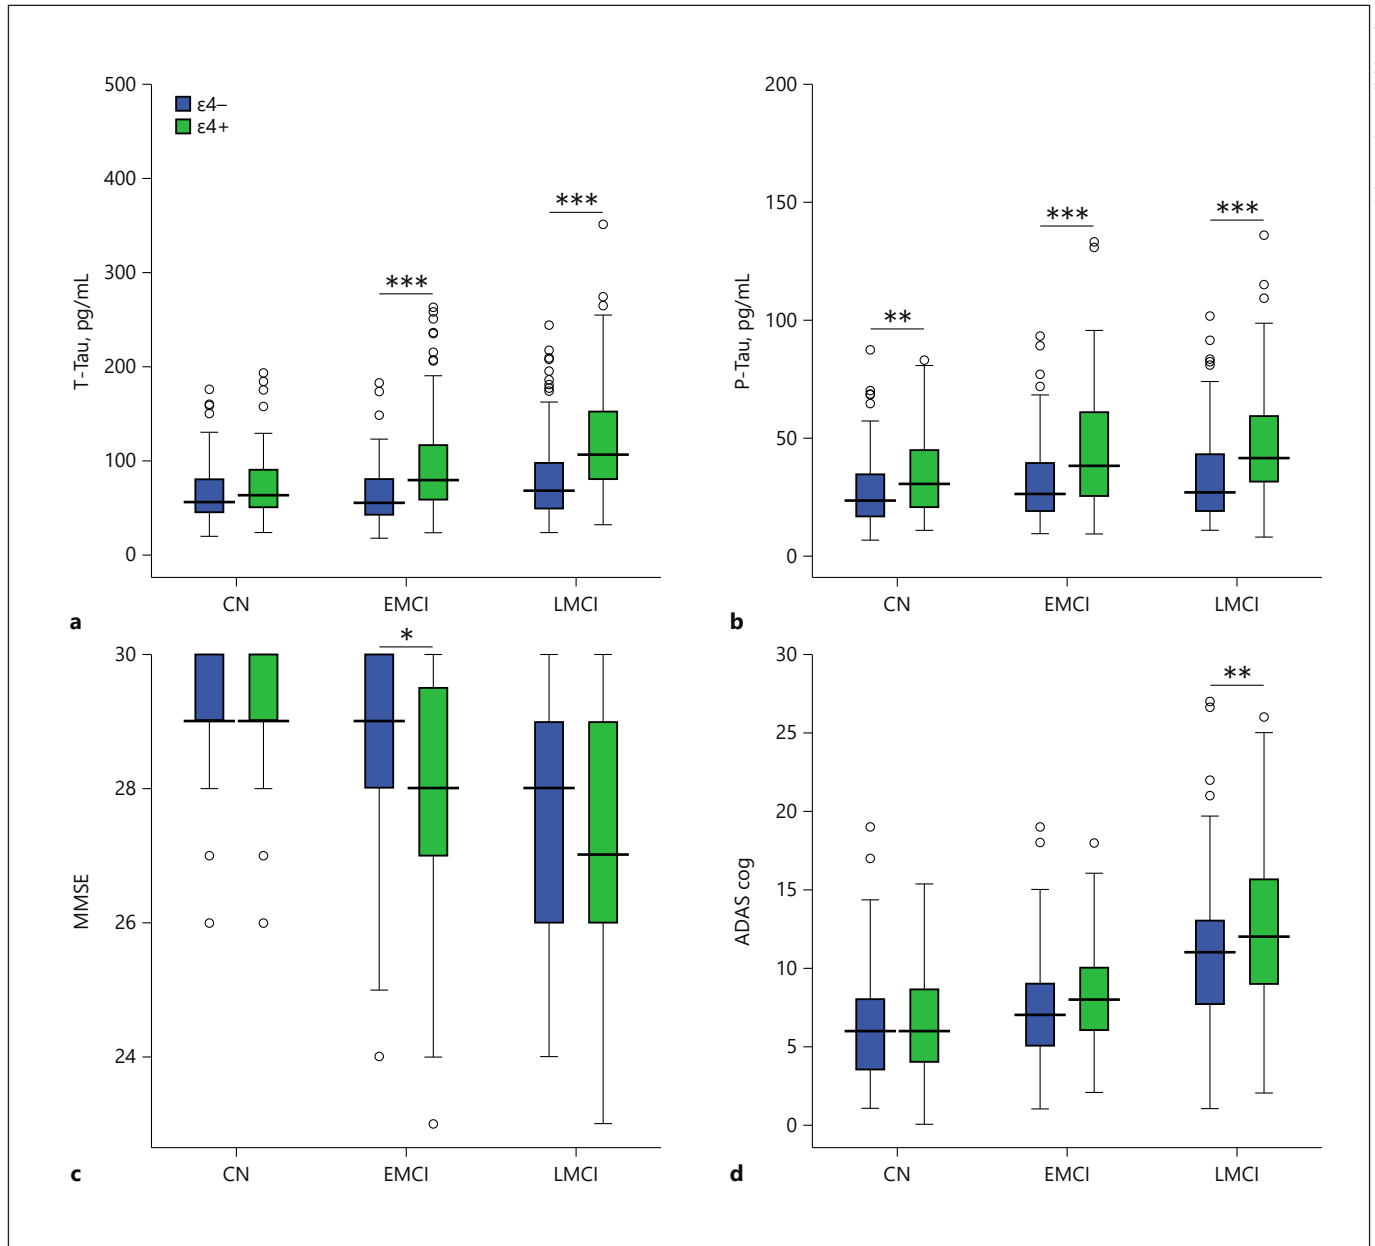 500
400
300
200
100
0
T-Tau, pg/mL
ε4–
ε4+
***
***
CN
EMCI
LMCI
a
200
150
100
50
0
P-Tau, pg/mL
**
***
***
CN
EMCI
LMCI
b
30
28
26
24
MMSE
*
CN
EMCI
LMCI
c
30
25
20
15
10
5
0
ADAS cog
**
CN
EMCI
LMCI
d